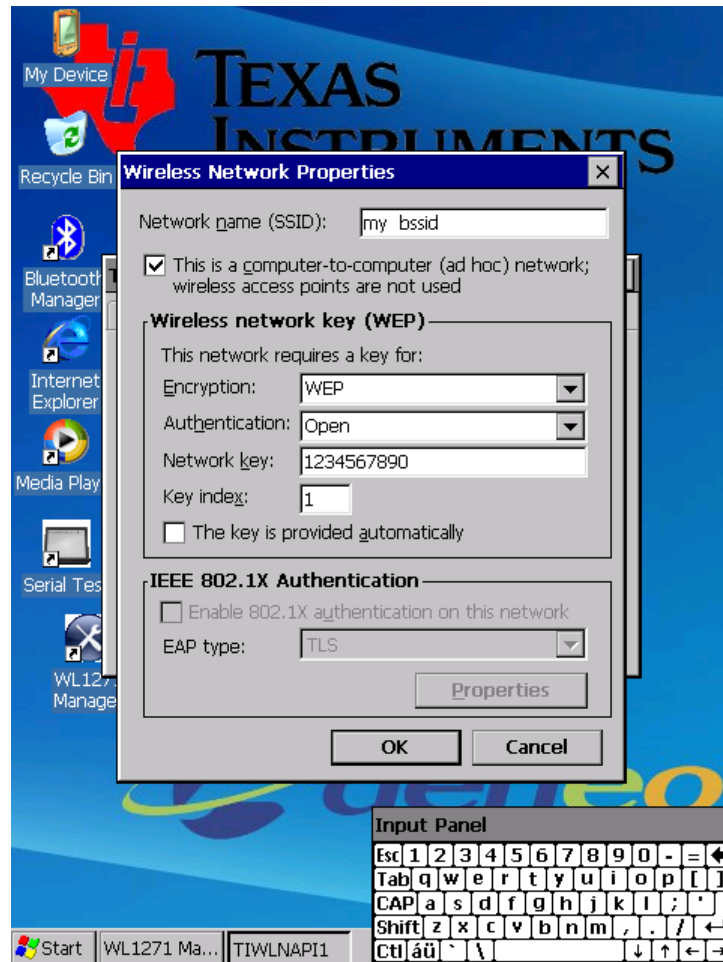 My Device
TEXAS
INSTRUMENTS
Recycle Bin
Wireless Network Properties
Network name (SSID): my bssid
This is a computer-to-computer (ad hoc) network;
wireless access points are not used
Bluetooth
Manager
Wireless network key (WEP)
This network requires a key for:
Internet
Explorer
Encryption: WEP
Authentication: Open
Media Play
Network key: 1234567890
Key index: 1
The key is provided automatically
Serial Tes
IEEE 802.1X Authentication
Enable 802.1X authentication on this network
EAP type: TLS
WL127
Manage
Properties
OK Cancel
Input Panel
Esc 1 2 3 4 5 6 7 8 9 0 - =
Tab q w e r t y u i o p [ ]
CAP a s d f g h j k l ; '
Shift z x c v b n m , . /
Ctl áü ` \ ↓ ↑ ← →
Start WL1271 Ma... TIWLNAPI1